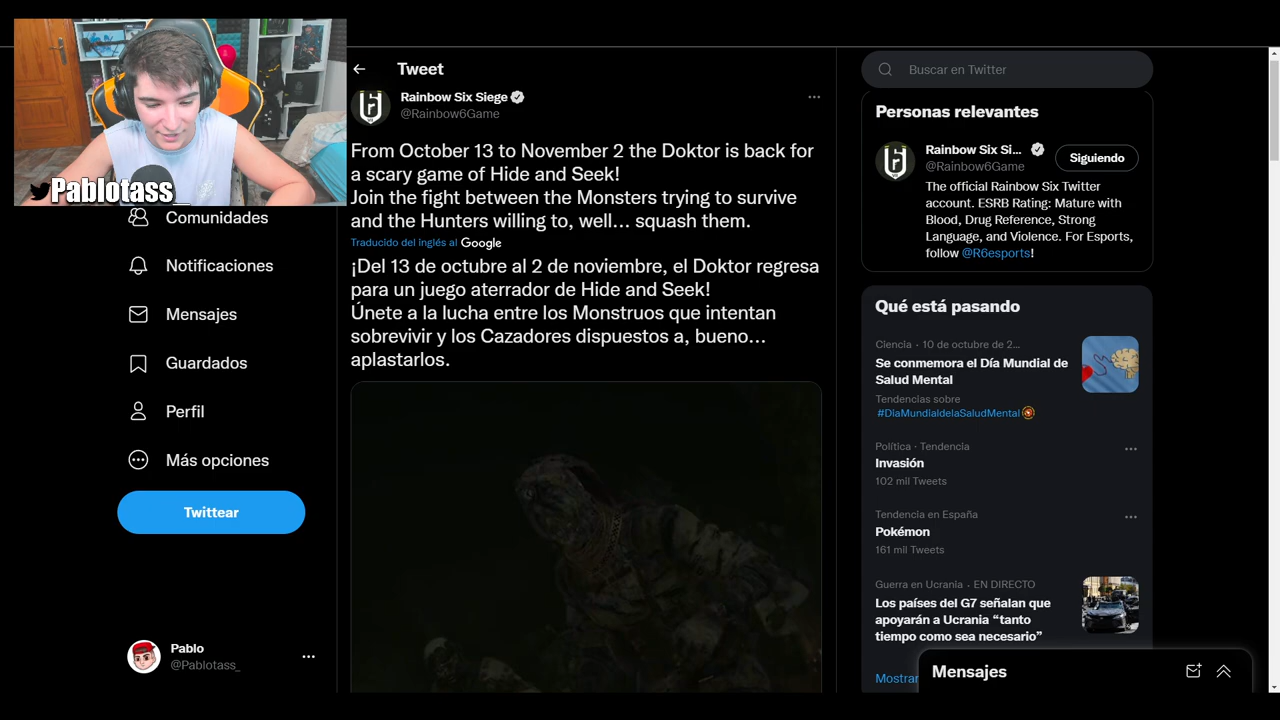 Pablotass_
Comunidades
Notificaciones
Mensajes
Guardados
Perfil
Más opciones
Twittear
Pablo
@Pablotass_
Tweet
Rainbow Six Siege
@Rainbow6Game
From October 13 to November 2 the Doktor is back for
a scary game of Hide and Seek!
Join the fight between the Monsters trying to survive
and the Hunters willing to, well… squash them.
Traducido del inglés al Google
¡Del 13 de octubre al 2 de noviembre, el Doktor regresa
para un juego aterrador de Hide and Seek!
Únete a la lucha entre los Monstruos que intentan
sobrevivir y los Cazadores dispuestos a, bueno…
aplastarlos.
Buscar en Twitter
Personas relevantes
Rainbow Six Si...
@Rainbow6Game
Siguiendo
The official Rainbow Six Twitter
account. ESRB Rating: Mature with
Blood, Drug Reference, Strong
Language, and Violence. For Esports,
follow @R6esports!
Qué está pasando
Ciencia · 10 de octubre de 2...
Se conmemora el Día Mundial de
Salud Mental
Tendencias sobre
#DiaMundialdelaSaludMental
Política · Tendencia
Invasión
102 mil Tweets
Tendencia en España
Pokémon
161 mil Tweets
Guerra en Ucrania · EN DIRECTO
Los países del G7 señalan que
apoyarán a Ucrania “tanto
tiempo como sea necesario”
Mostrar
Mensajes